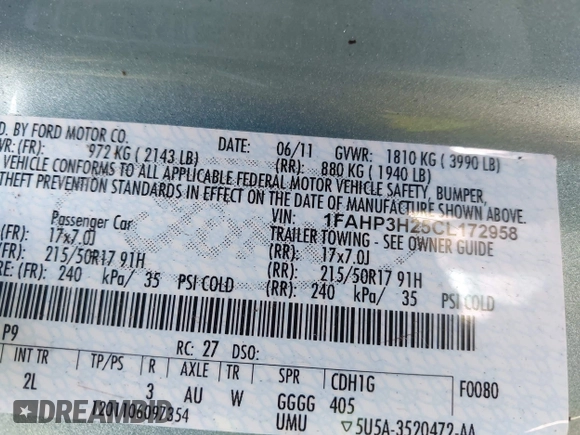 D. BY FORD MOTOR CO.
DATE: 06/11 GVWR: 1810 KG ( 3990 LB)
VR: (FR): 972 KG ( 2143 LB) (RR): 880 KG ( 1940 LB)
VEHICLE CONFORMS TO ALL APPLICABLE FEDERAL MOTOR VEHICLE SAFETY, BUMPER,
THEFT PREVENTION STANDARDS IN EFFECT ON THE DATE OF MANUFACTURE SHOWN ABOVE.
VIN: 1FAHP3H25CL172958
Passenger Car TRAILER TOWING - SEE OWNER GUIDE
(FR): 17x7.0J (RR): 17x7.0J
(FR): 215/50R17 91H (RR): 215/50R17 91H
RE: (FR): 240 kPa/ 35 PSI COLD (RR): 240 kPa/ 35 PSI COLD
P9
RC: 27 DSO:
INT TR TP/PS R AXLE TR SPR CDH1G F0080
2L 3 AU W GGGG 405
UMU 5U5A-3520472-AA
DREAMBID